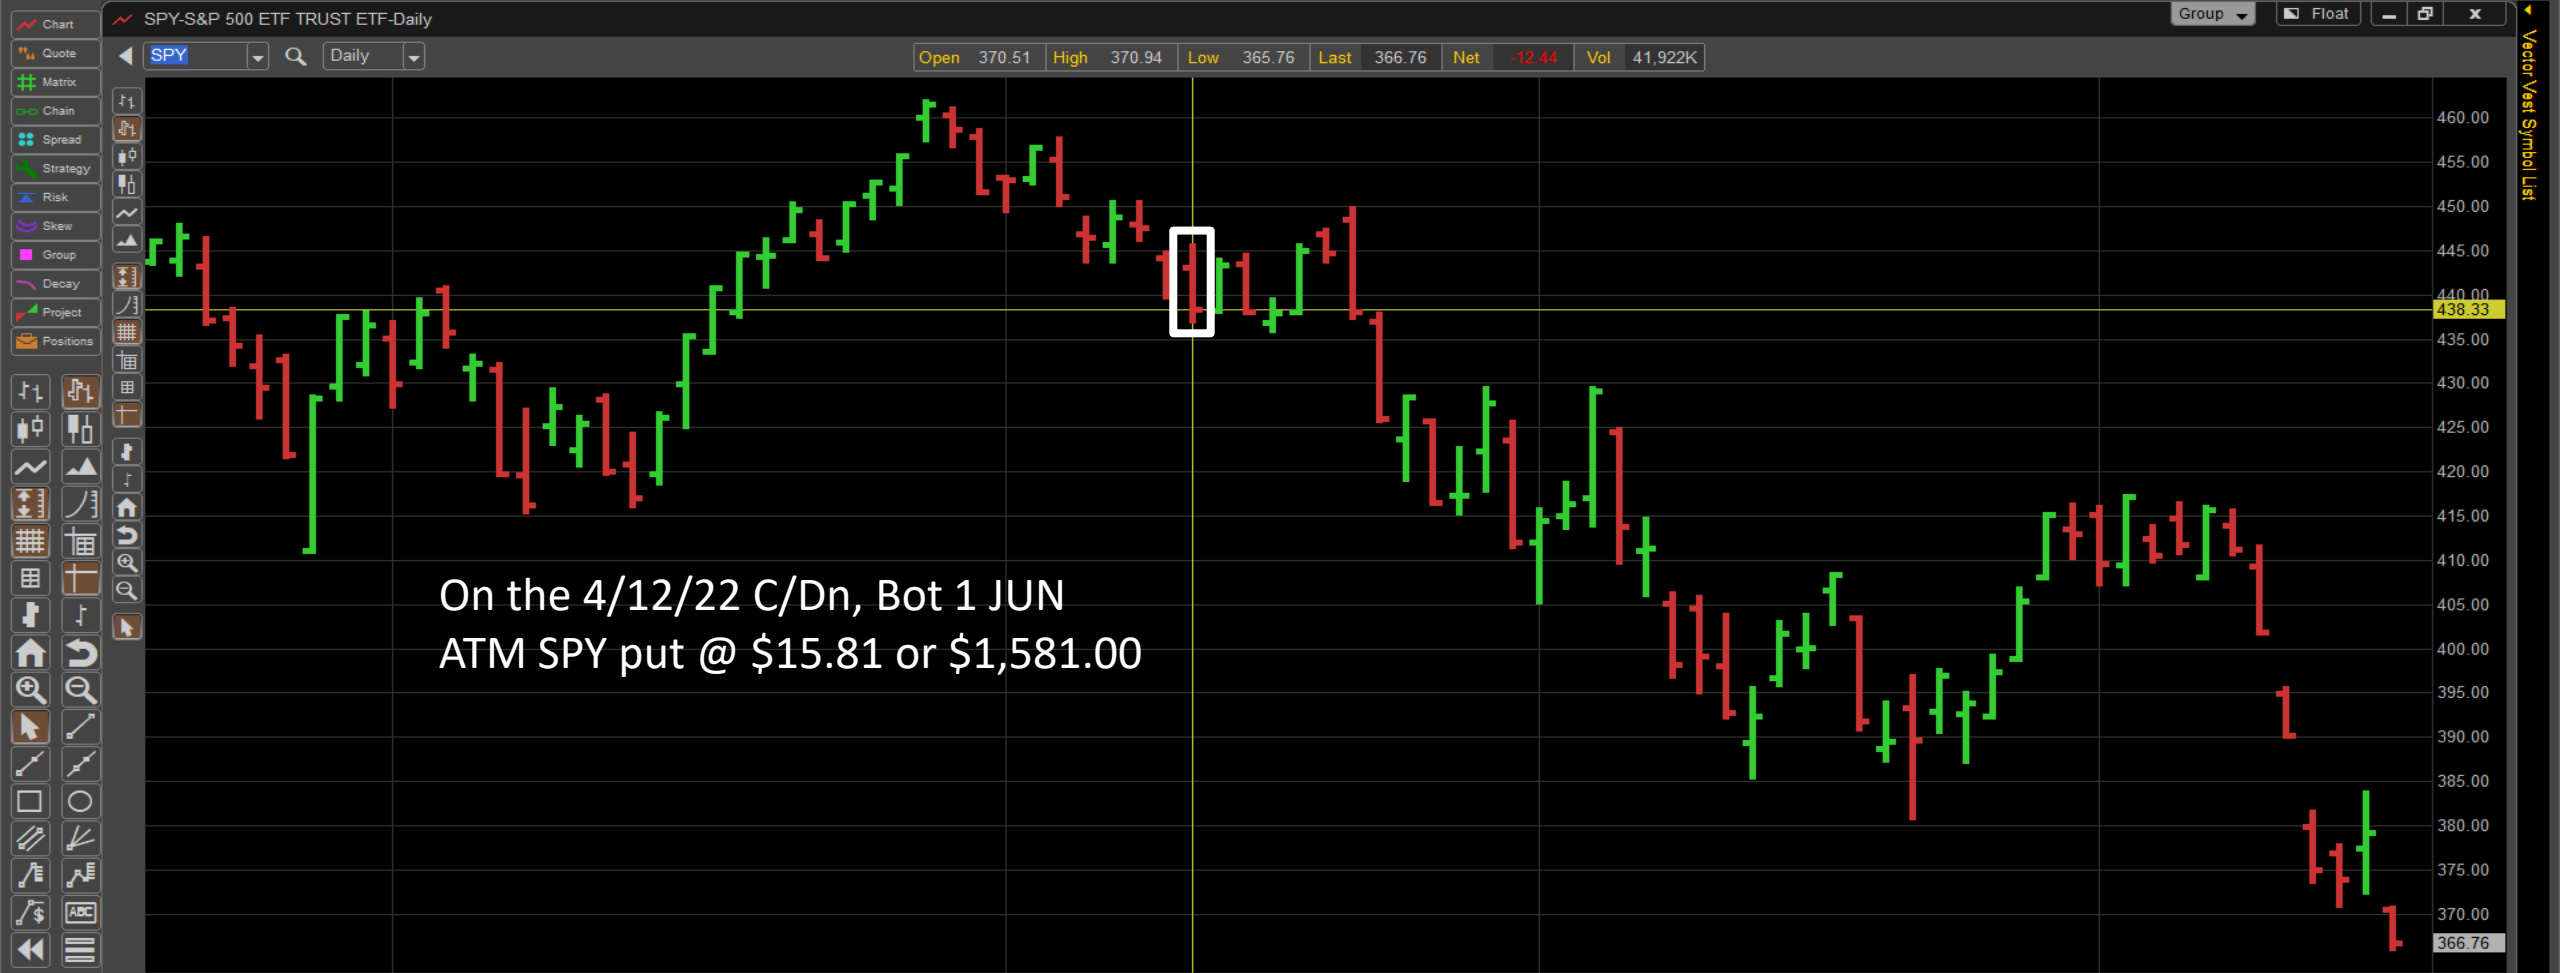 SPY-S&P 500 ETF TRUST ETF-Daily
Group
Float
SPY
Daily
Open 370.51 High 370.94 Low 365.76 Last 366.76 Net -12.44 Vol 41,922K
Chart
Quote
Matrix
Chain
Spread
Strategy
Risk
Skew
Group
Decay
Project
Positions
ABC
On the 4/12/22 C/Dn, Bot 1 JUN
ATM SPY put @ $15.81 or $1,581.00
460.00
455.00
450.00
445.00
440.00
438.33
435.00
430.00
425.00
420.00
415.00
410.00
405.00
400.00
395.00
390.00
385.00
380.00
375.00
370.00
366.76
Vector Vest Symbol List